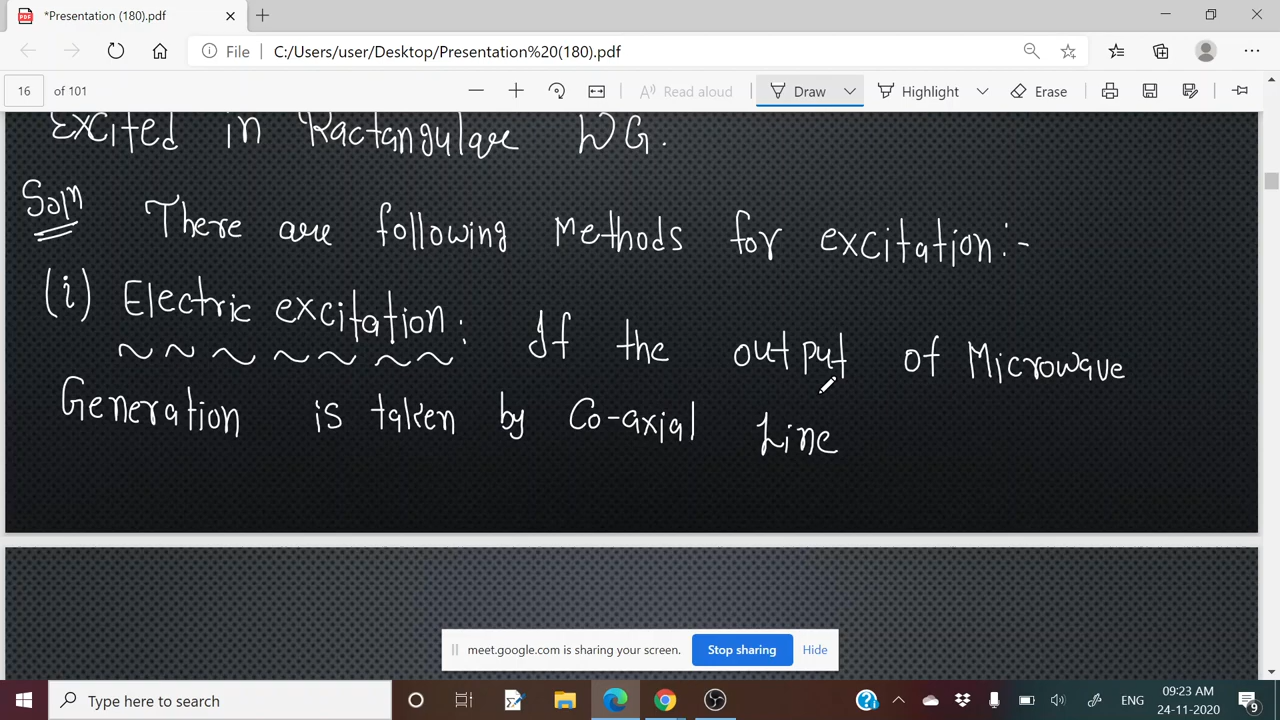 *Presentation (180).pdf
File C:/Users/user/Desktop/Presentation%20(180).pdf
16 of 101 Read aloud Draw Highlight Erase
Excited in Ractangulare WG.
Soln There are following Methods for excitation:-
(i) Electric excitation: If the output of Microwave
Generation is taken by Co-axial Line
meet.google.com is sharing your screen. Stop sharing Hide
Type here to search
ENG
09:23 AM
24-11-2020
9